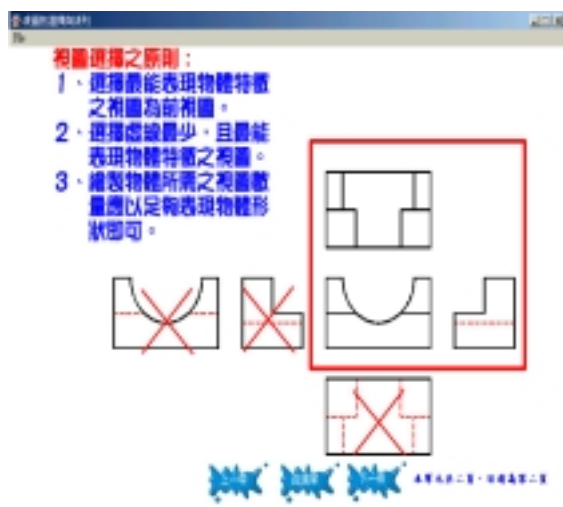 視圖選擇之原則：
1、選擇最能表現物體特徵
之視圖為前視圖。
2、選擇虛線最少，且最能
表現物體特徵之視圖。
3、繪製物體所需之視圖數
量應以足夠表現物體形
狀即可。